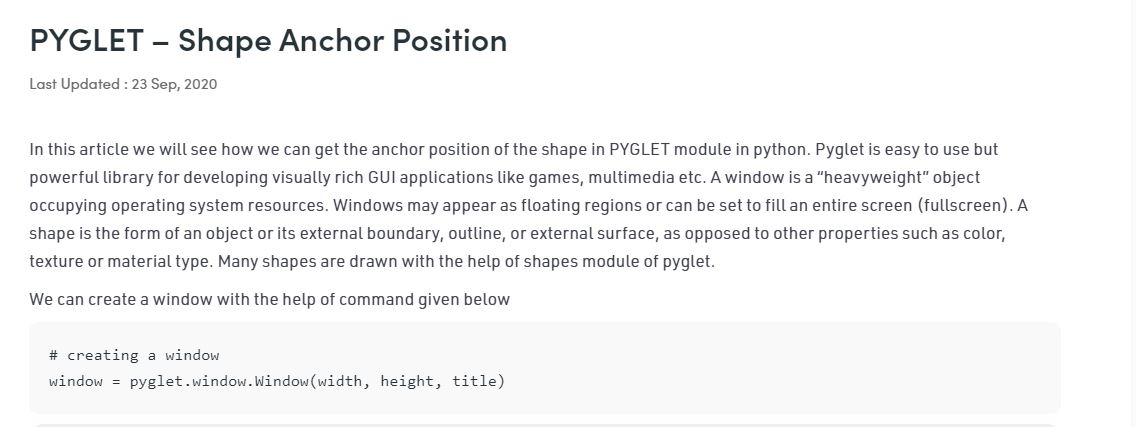 PYGLET – Shape Anchor Position
Last Updated : 23 Sep, 2020
In this article we will see how we can get the anchor position of the shape in PYGLET module in python. Pyglet is easy to use but
powerful library for developing visually rich GUI applications like games, multimedia etc. A window is a “heavyweight” object
occupying operating system resources. Windows may appear as floating regions or can be set to fill an entire screen (fullscreen). A
shape is the form of an object or its external boundary, outline, or external surface, as opposed to other properties such as color,
texture or material type. Many shapes are drawn with the help of shapes module of pyglet.
We can create a window with the help of command given below
# creating a window
window = pyglet.window.Window(width, height, title)